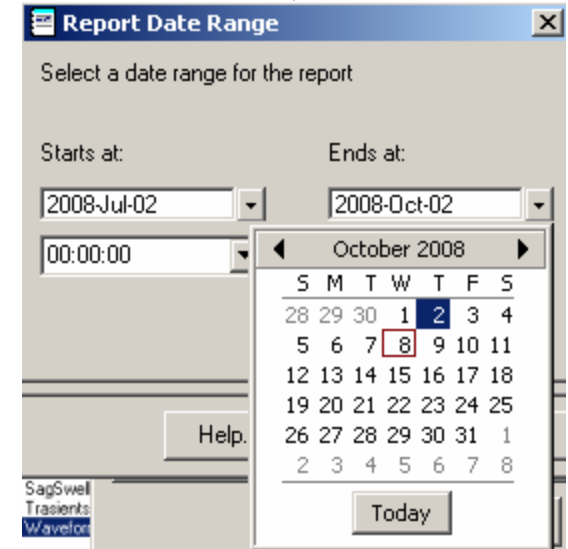 Report Date Range
Select a date range for the report
Starts at: Ends at:
2008-Jul-02 2008-Oct-02
00:00:00
October 2008
S M T W T F S
28 29 30 1 2 3 4
5 6 7 8 9 10 11
12 13 14 15 16 17 18
19 20 21 22 23 24 25
26 27 28 29 30 31 1
2 3 4 5 6 7 8
Help.
Today
SagSwell
Trasients
Wavefor